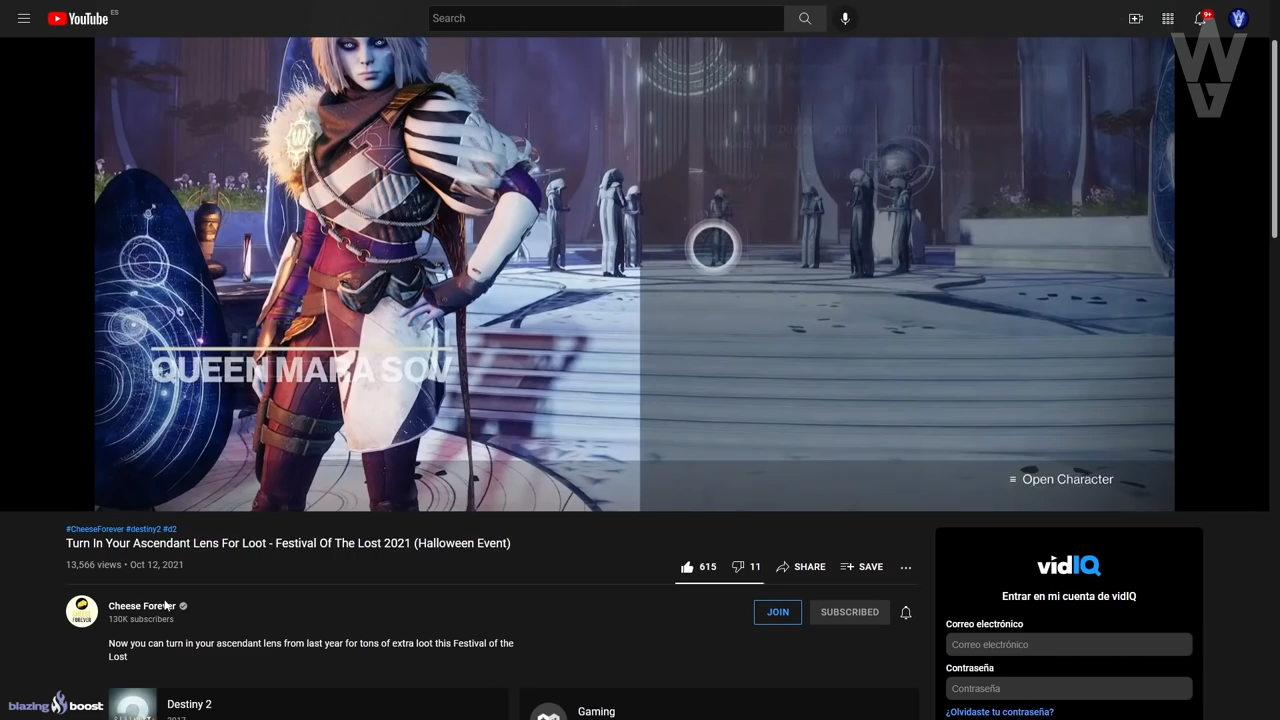 YouTube ES
Search
9+
QUEEN MARA SOV
≡ Open Character
#CheeseForever #destiny2 #d2
Turn In Your Ascendant Lens For Loot - Festival Of The Lost 2021 (Halloween Event)
13,566 views • Oct 12, 2021
615
11
SHARE
SAVE
Cheese Forever
130K subscribers
JOIN
SUBSCRIBED
Now you can turn in your ascendant lens from last year for tons of extra loot this Festival of the
Lost
vidIQ
Entrar en mi cuenta de vidIQ
Correo electrónico
Correo electrónico
Contraseña
Contraseña
¿Olvidaste tu contraseña?
blazing boost
Destiny 2
Gaming